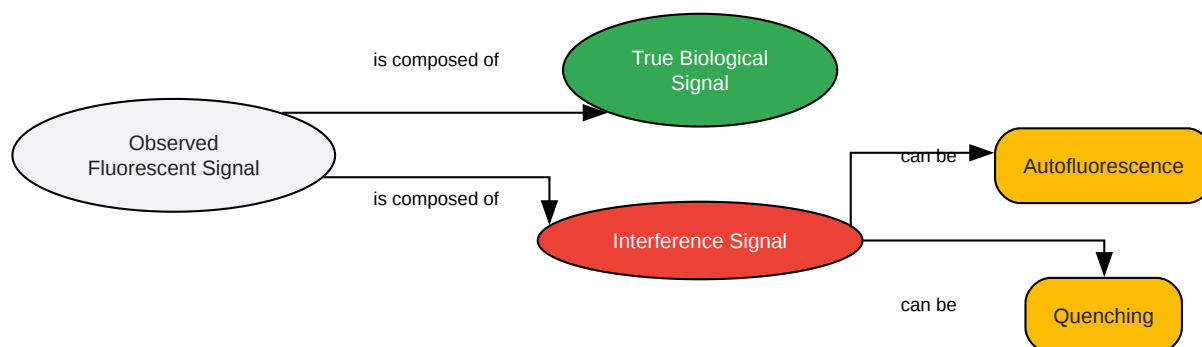 is composed of
True Biological
Signal
Observed
Fluorescent Signal
can be
Autofluorescence
is composed of
Interference Signal
can be
Quenching